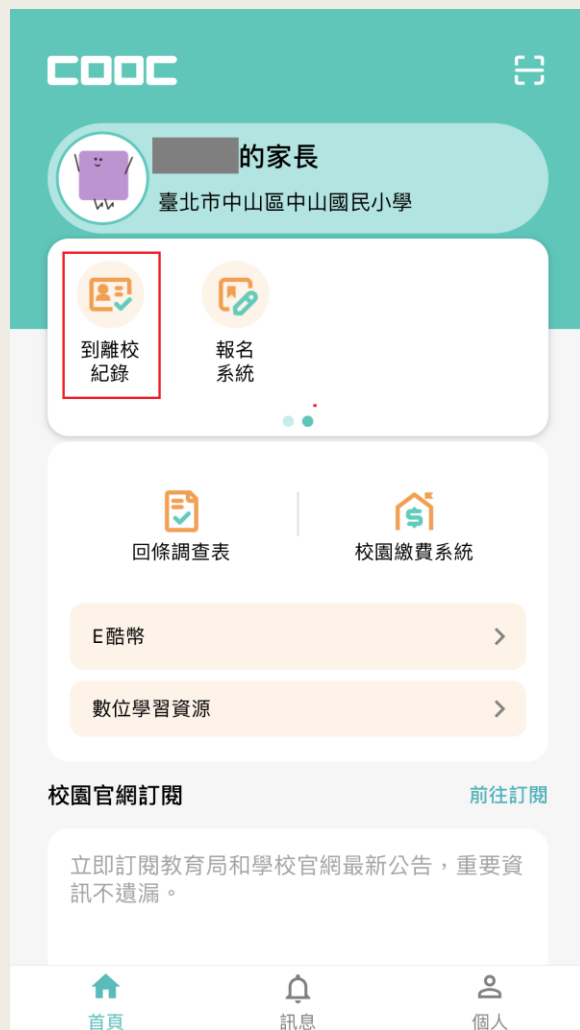 COOC
的家長
臺北市中山區中山國民小學
到離校
紀錄
報名
系統
回條調查表
校園繳費系統
E酷幣
數位學習資源
校園官網訂閱
前往訂閱
立即訂閱教育局和學校官網最新公告，重要資
訊不遺漏。
首頁
訊息
個人